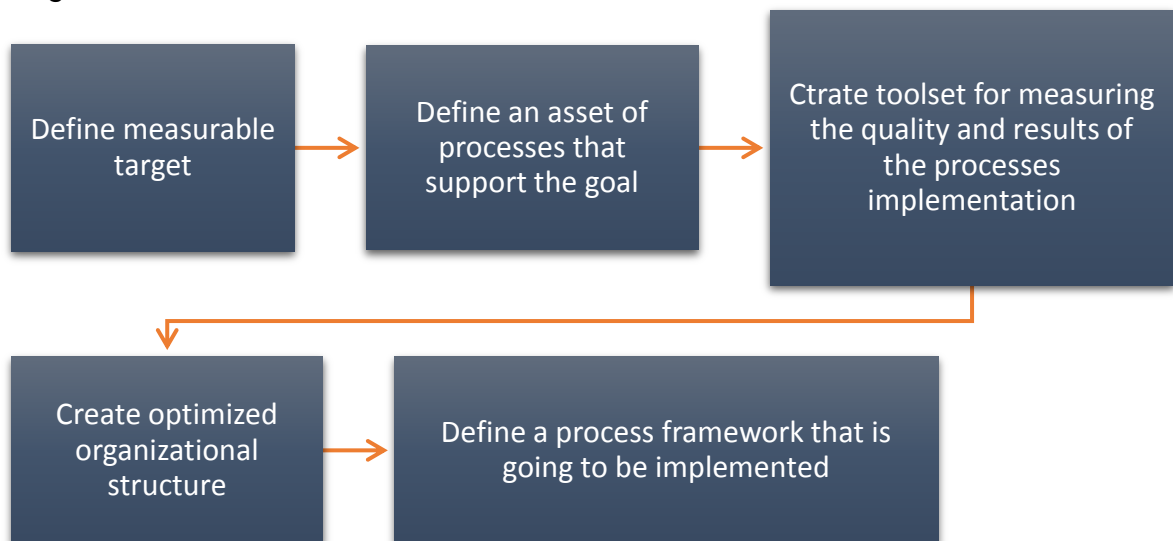 Define measurable
target
Define an asset of
processes that
support the goal
Ctrate toolset for measuring
the quality and results of
the processes
implementation
Create optimized
organizational
structure
Define a process framework that is
going to be implemented